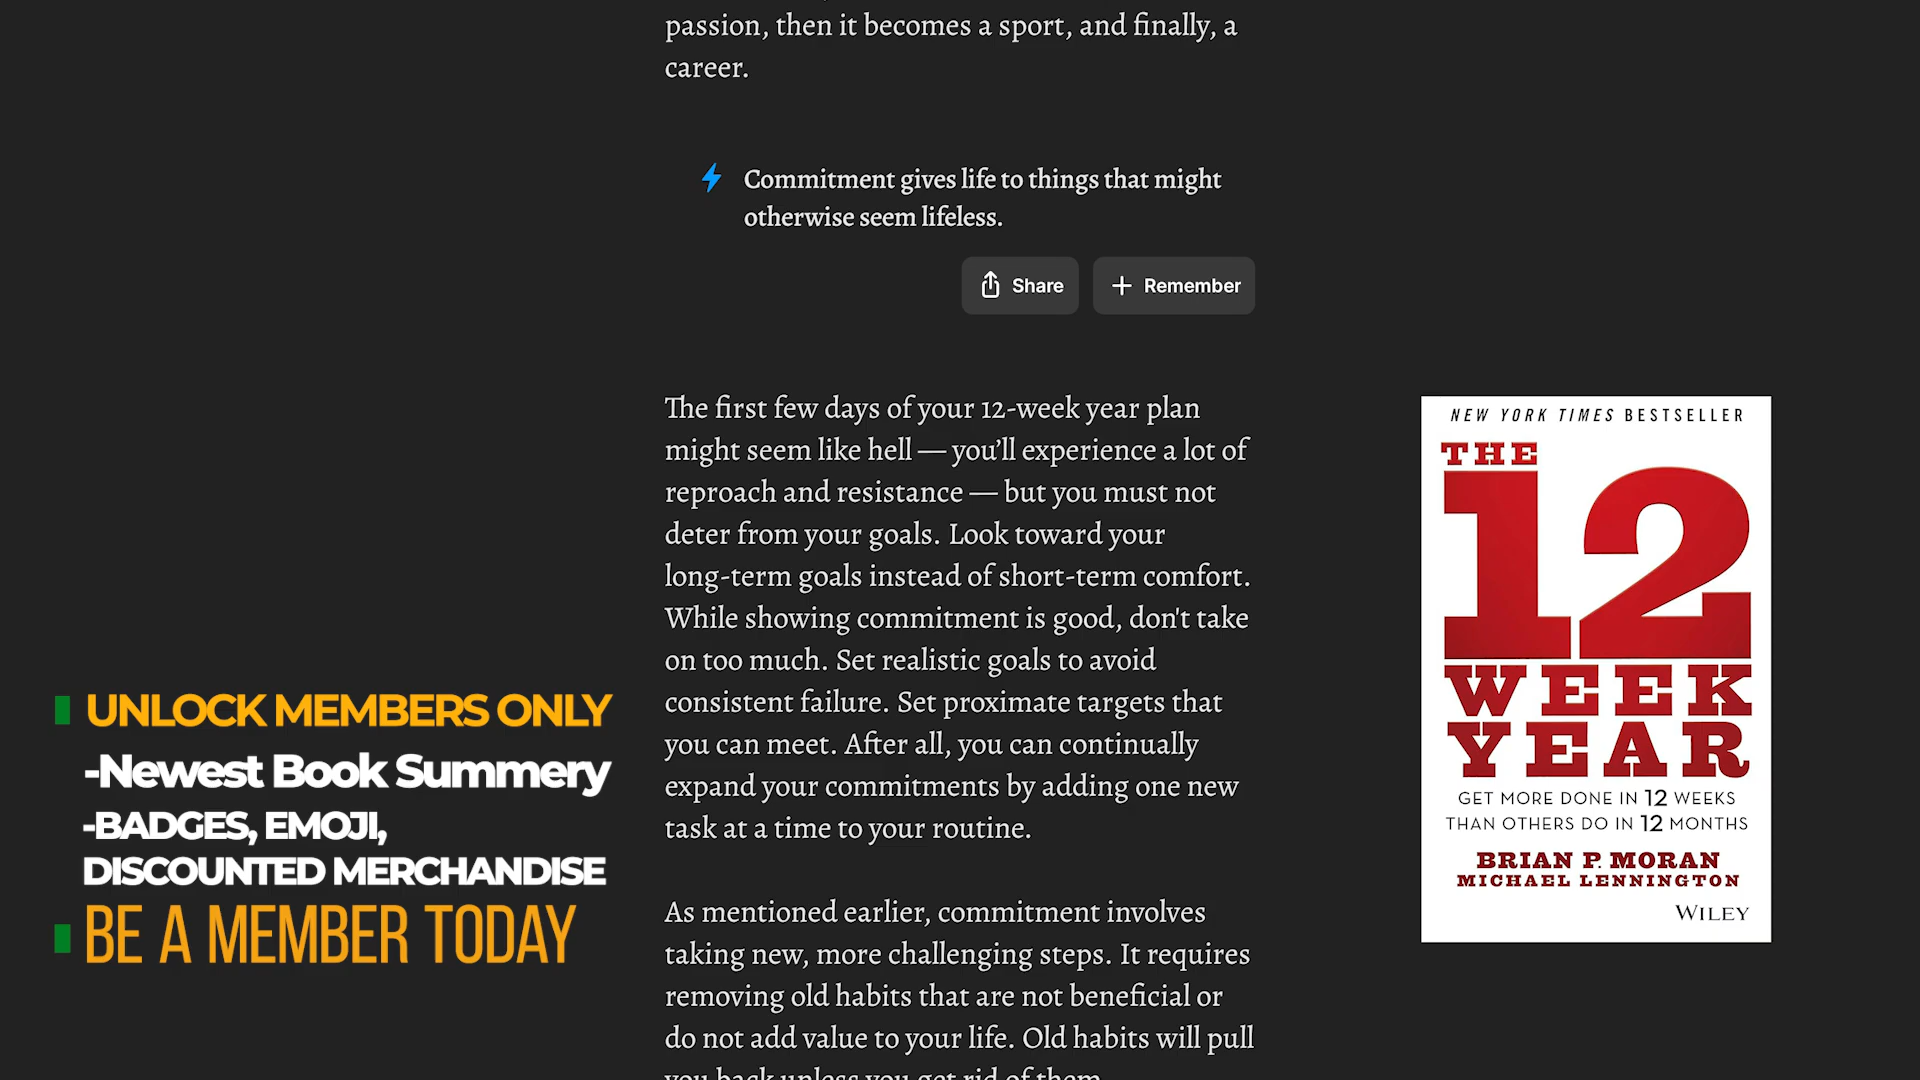 passion, then it becomes a sport, and finally, a
career.
Commitment gives life to things that might
otherwise seem lifeless.
Share
Remember
The first few days of your 12-week year plan
might seem like hell — you’ll experience a lot of
reproach and resistance — but you must not
deter from your goals. Look toward your
long-term goals instead of short-term comfort.
While showing commitment is good, don't take
on too much. Set realistic goals to avoid
consistent failure. Set proximate targets that
you can meet. After all, you can continually
expand your commitments by adding one new
task at a time to your routine.
As mentioned earlier, commitment involves
taking new, more challenging steps. It requires
removing old habits that are not beneficial or
do not add value to your life. Old habits will pull
you back unless you get rid of them.
UNLOCK MEMBERS ONLY
-Newest Book Summery
-BADGES, EMOJI,
DISCOUNTED MERCHANDISE
BE A MEMBER TODAY
NEW YORK TIMES BESTSELLER
THE
12
WEEK
YEAR
GET MORE DONE IN 12 WEEKS
THAN OTHERS DO IN 12 MONTHS
BRIAN P. MORAN
MICHAEL LENNINGTON
WILEY